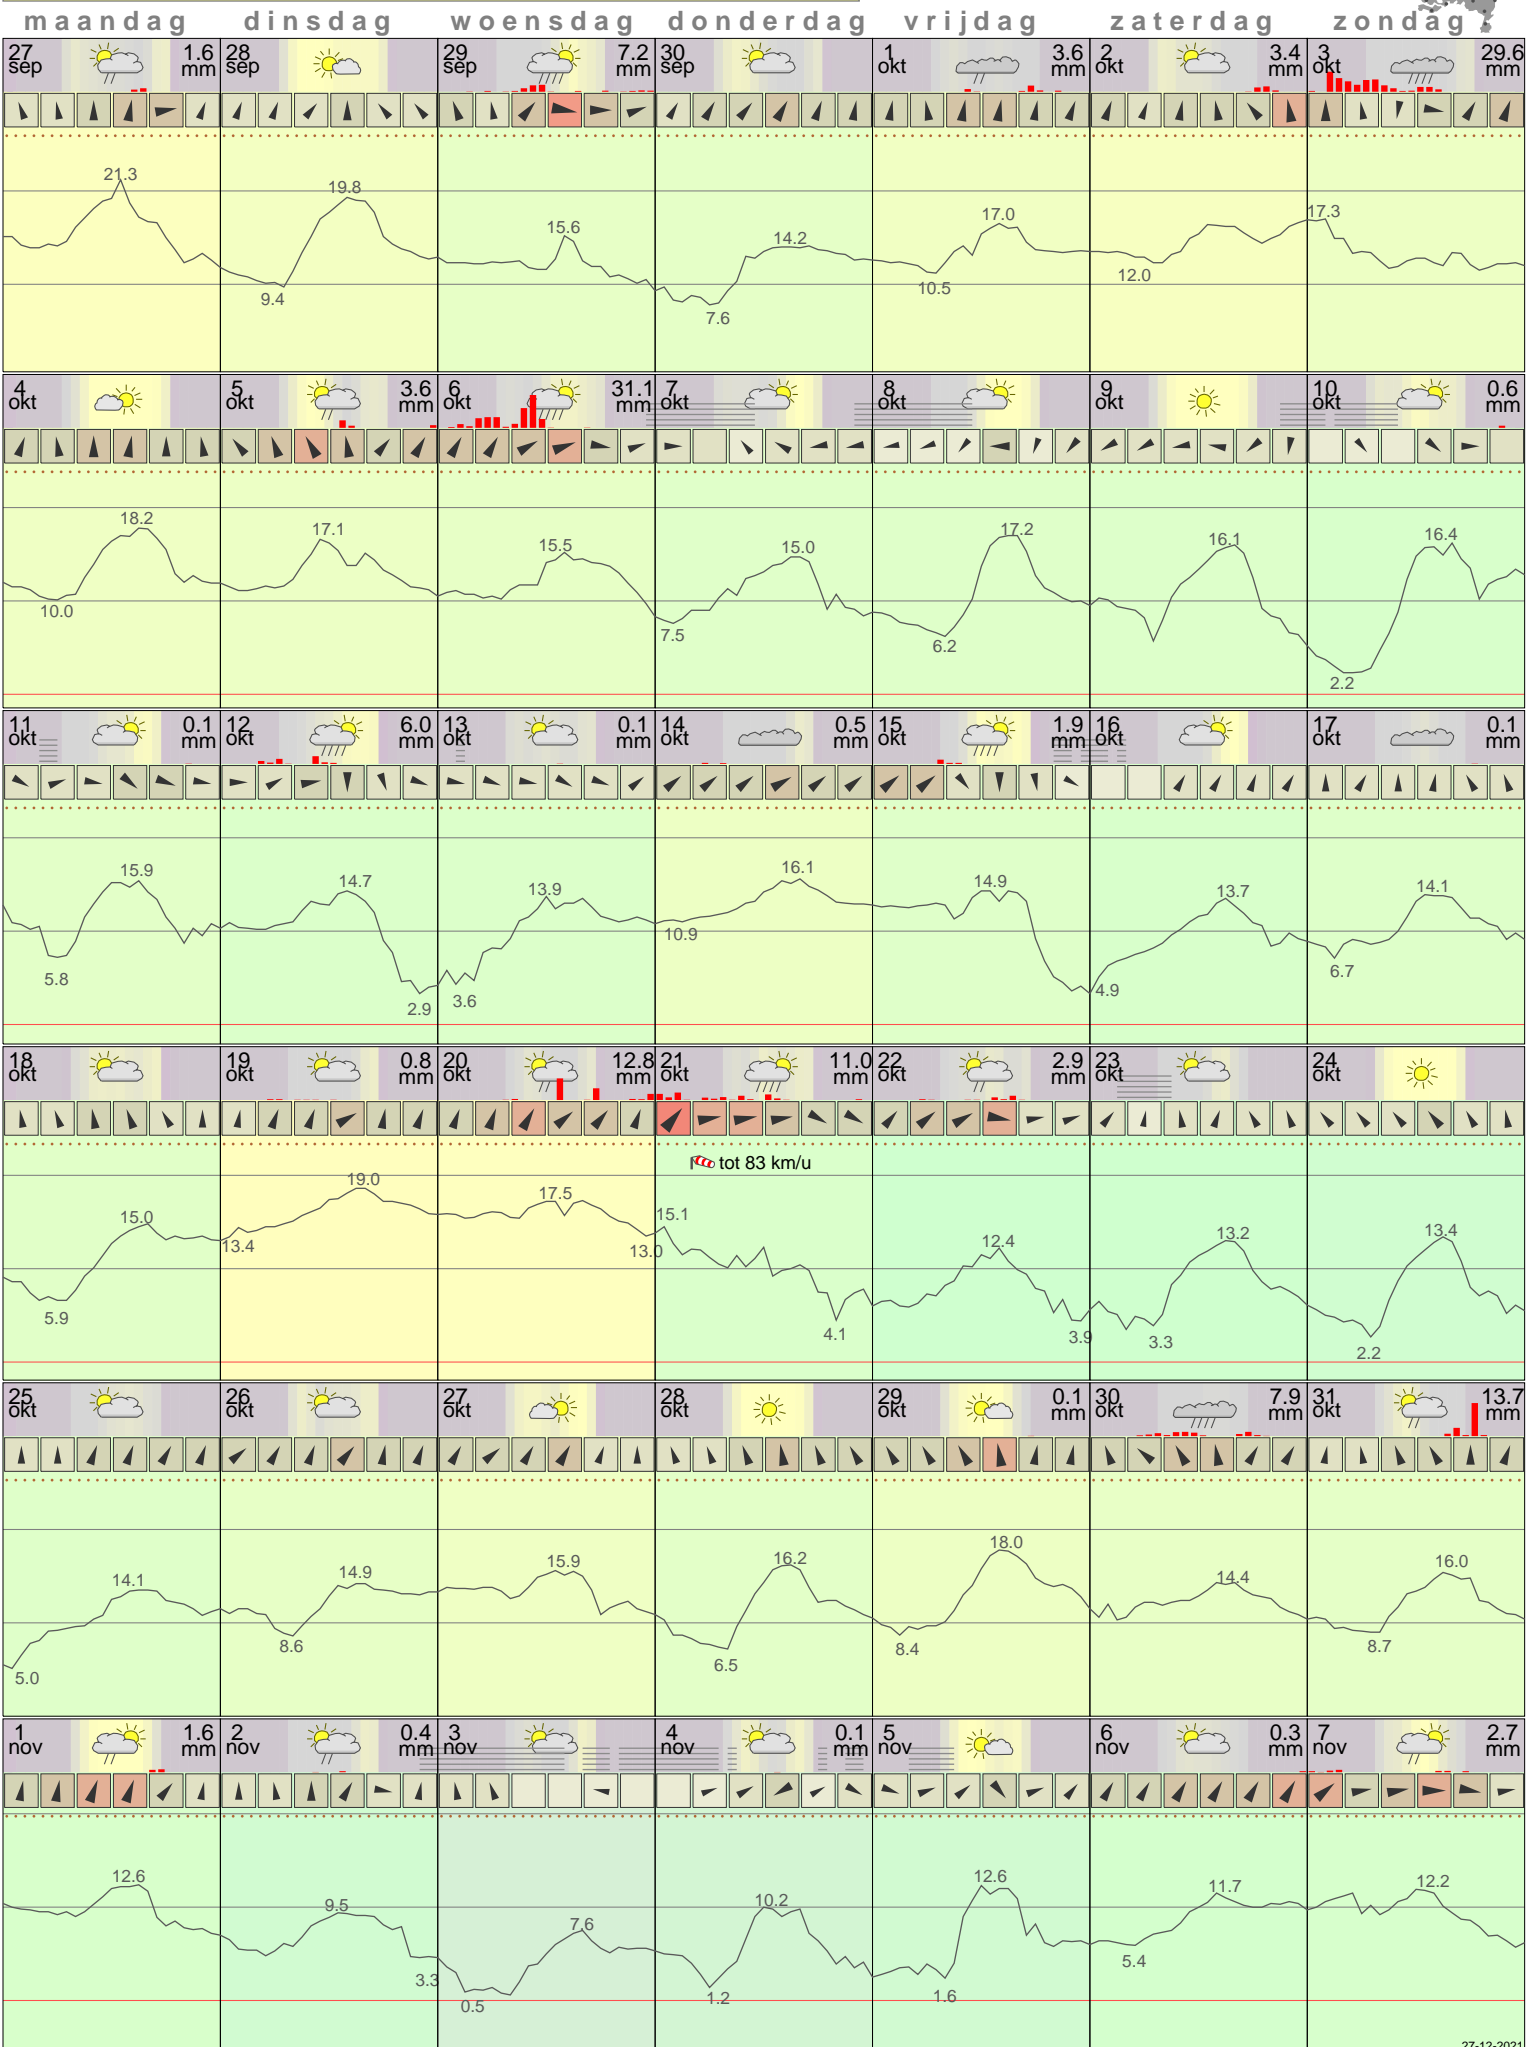 maandag dinsdag woensdag donderdag vrijdag zaterdag zondag
27 sep 1.6 mm 28 sep 29 sep 7.2 mm 30 sep 1 okt 3.6 mm 2 okt 3.4 mm 3 okt 29.6 mm
21.3 19.8 15.6 14.2 17.0 17.3
9.4 7.6 10.5 12.0
4 okt 5 okt 3.6 mm 6 okt 31.1 mm 7 okt 8 okt 9 okt 10 okt 0.6 mm
18.2 17.1 15.5 15.0 17.2 16.1 16.4
10.0 7.5 6.2 2.2
11 okt 0.1 mm 12 okt 6.0 mm 13 okt 0.1 mm 14 okt 0.5 mm 15 okt 1.9 mm 16 okt 17 okt 0.1 mm
15.9 14.7 13.9 16.1 14.9 13.7 14.1
5.8 2.9 3.6 10.9 4.9 6.7
18 okt 19 okt 0.8 mm 20 okt 12.8 mm 21 okt 11.0 mm 22 okt 2.9 mm 23 okt 24 okt
tot 83 km/u
15.0 19.0 17.5 15.1 12.4 13.2 13.4
5.9 13.4 13.0 4.1 3.9 3.3 2.2
25 okt 26 okt 27 okt 28 okt 29 okt 0.1 mm 30 okt 7.9 mm 31 okt 13.7 mm
14.1 14.9 15.9 16.2 18.0 14.4 16.0
5.0 8.6 6.5 8.4 8.7
1 nov 1.6 mm 2 nov 0.4 mm 3 nov 4 nov 0.1 mm 5 nov 6 nov 0.3 mm 7 nov 2.7 mm
12.6 9.5 7.6 10.2 12.6 11.7 12.2
3.3 0.5 1.2 1.6 5.4
27-12-2021